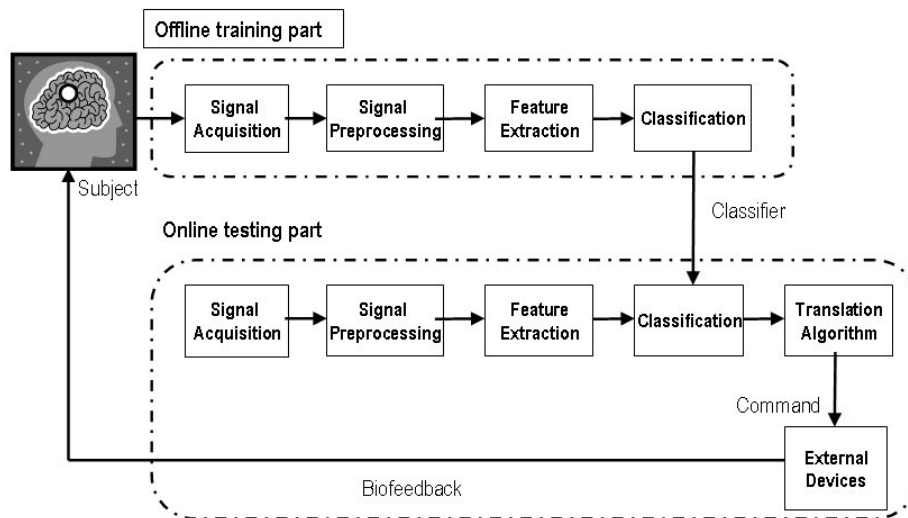 Offline training part
Signal
Acquisition
Signal
Preprocessing
Feature
Extraction
Classification
Subject
Classifier
Online testing part
Signal
Acquisition
Signal
Preprocessing
Feature
Extraction
Classification
Translation
Algorithm
Command
External
Devices
Biofeedback